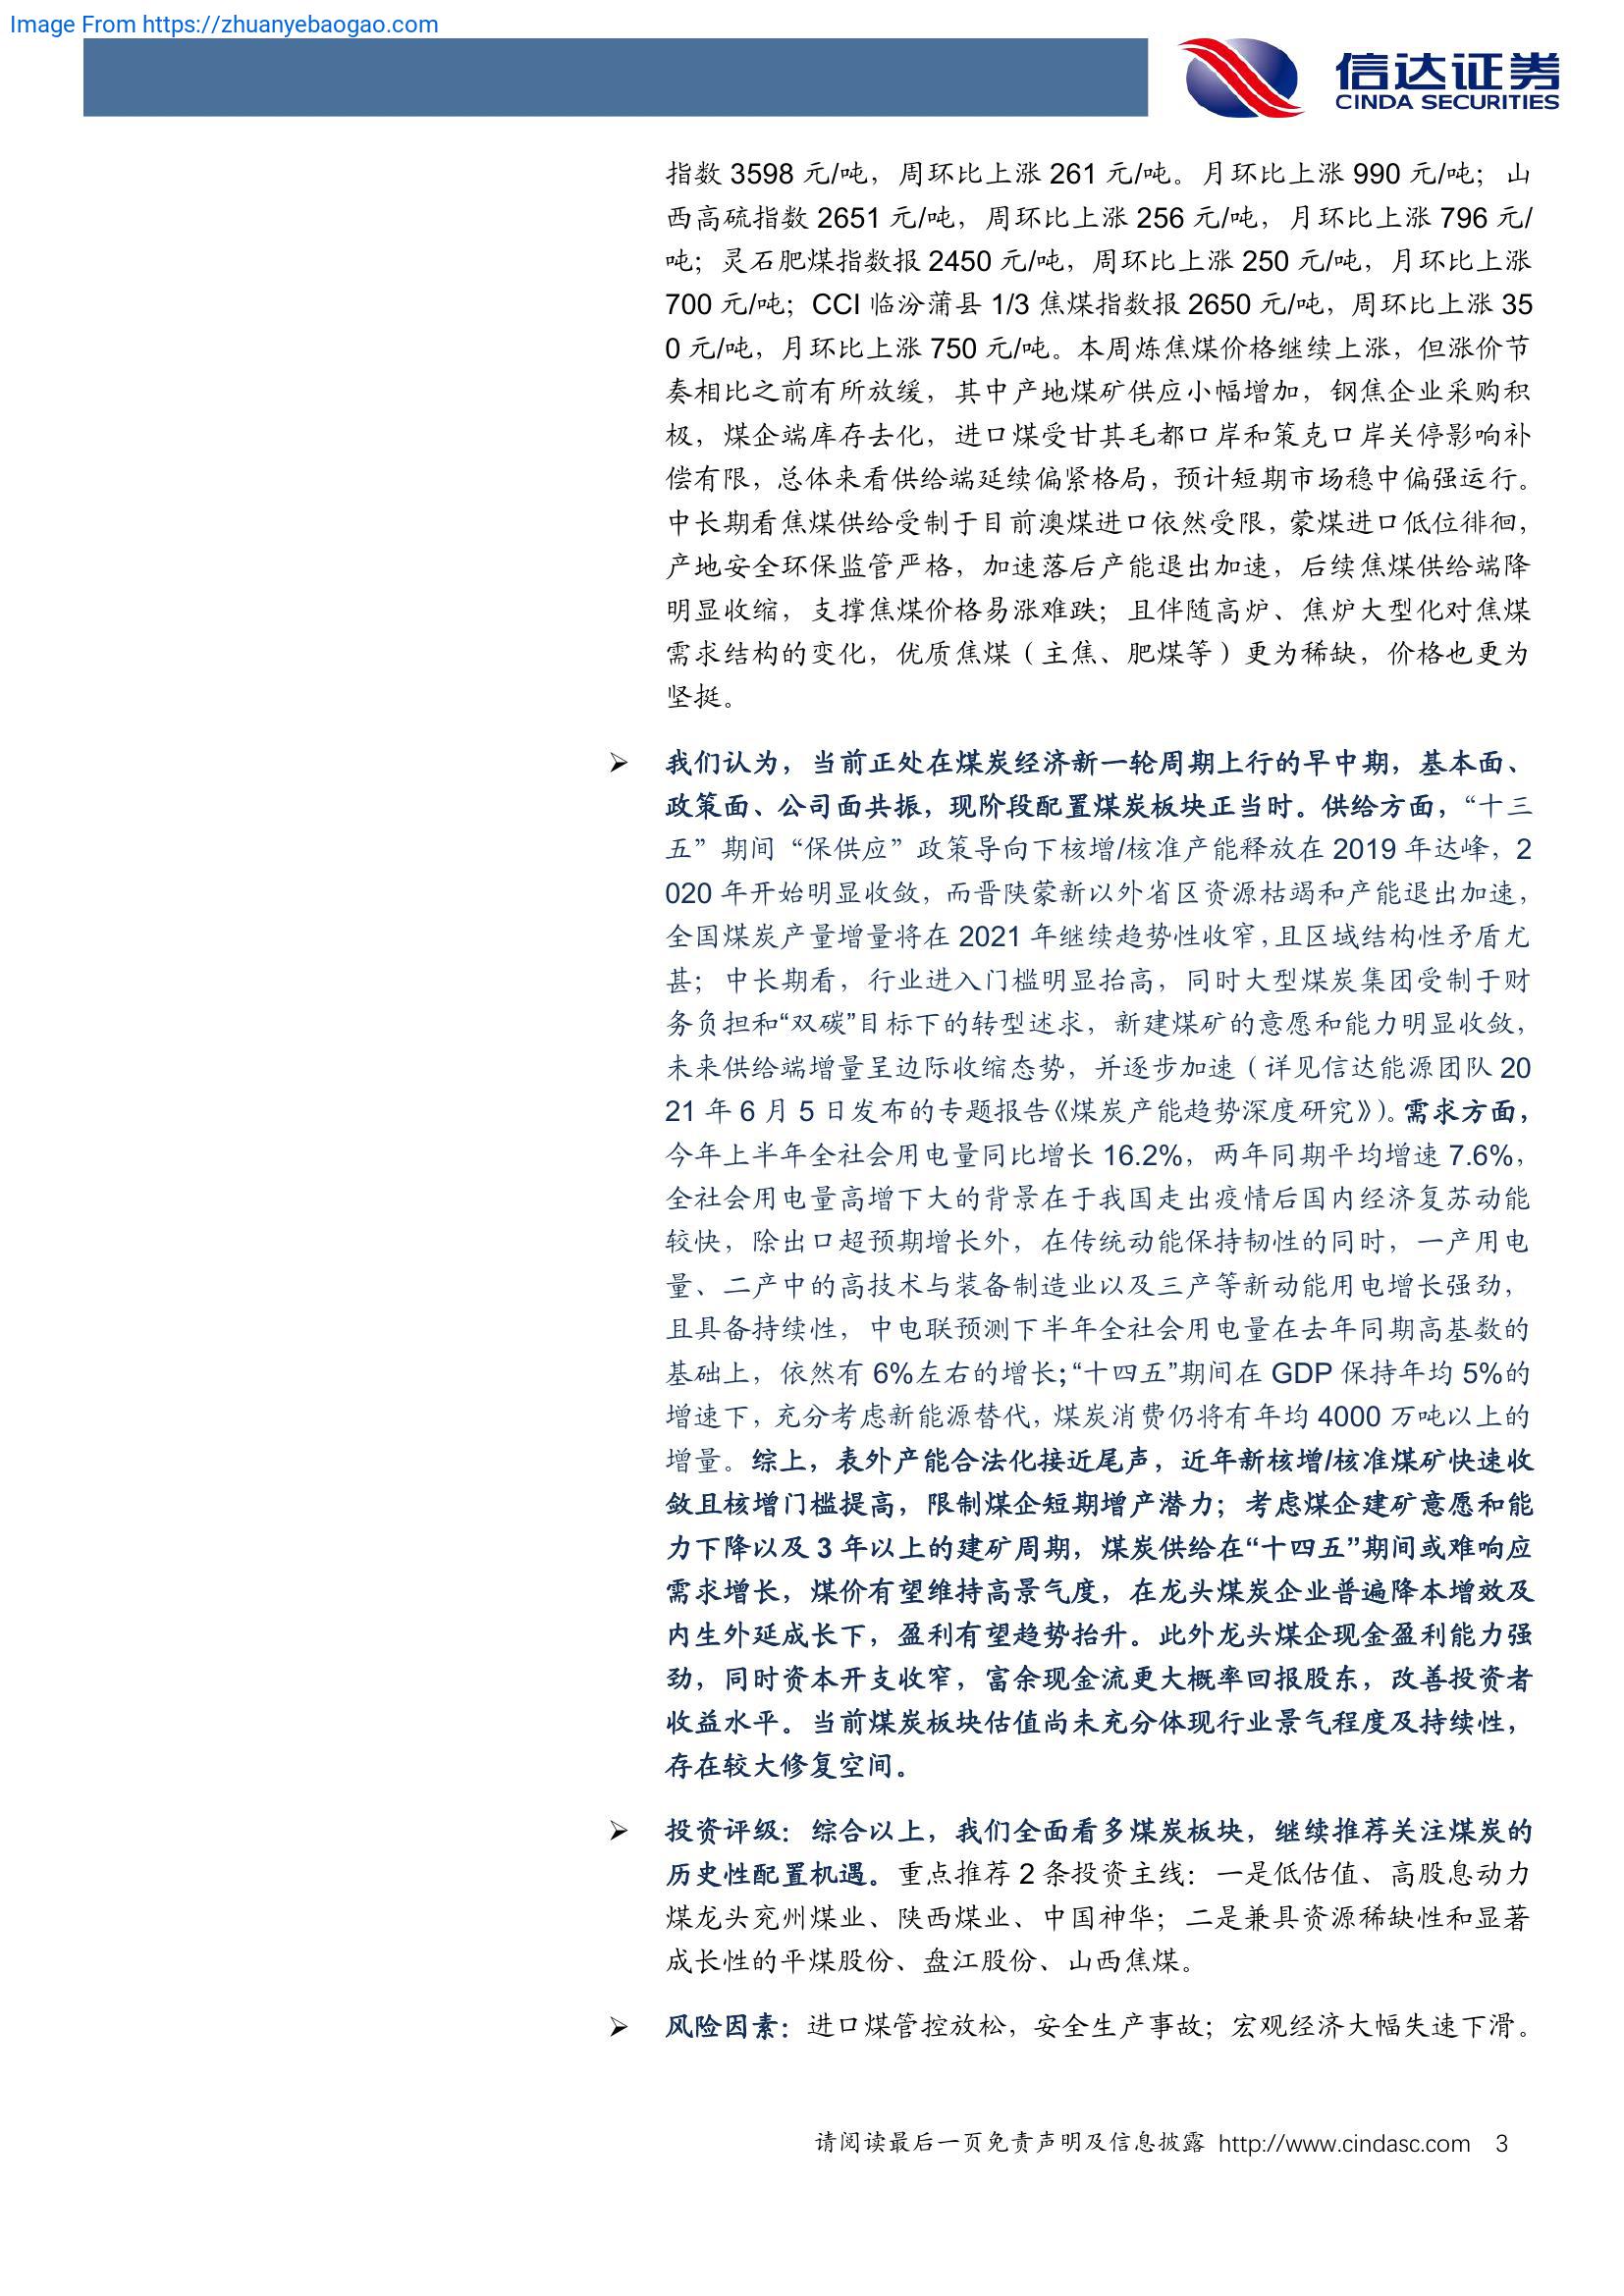 Image From https://zhuanyebaogao.com
信达证券
CINDA SECURITIES
指数 3598 元/吨，周环比上涨 261 元/吨。月环比上涨 990 元/吨；山
西高硫指数 2651 元/吨，周环比上涨 256 元/吨，月环比上涨 796 元/
吨；灵石肥煤指数报 2450 元/吨，周环比上涨 250 元/吨，月环比上涨
700 元/吨；CCI 临汾蒲县 1/3 焦煤指数报 2650 元/吨，周环比上涨 35
0 元/吨，月环比上涨 750 元/吨。本周炼焦煤价格继续上涨，但涨价节
奏相比之前有所放缓，其中产地煤矿供应小幅增加，钢焦企业采购积
极，煤企端库存去化，进口煤受甘其毛都口岸和策克口岸关停影响补
偿有限，总体来看供给端延续偏紧格局，预计短期市场稳中偏强运行。
中长期看焦煤供给受制于目前澳煤进口依然受限，蒙煤进口低位徘徊，
产地安全环保监管严格，加速落后产能退出加速，后续焦煤供给端降
明显收缩，支撑焦煤价格易涨难跌；且伴随高炉、焦炉大型化对焦煤
需求结构的变化，优质焦煤（主焦、肥煤等）更为稀缺，价格也更为
坚挺。
➢ 我们认为，当前正处在煤炭经济新一轮周期上行的早中期，基本面、
政策面、公司面共振，现阶段配置煤炭板块正当时。供给方面，“十三
五”期间“保供应”政策导向下核增/核准产能释放在 2019 年达峰，2
020 年开始明显收敛，而晋陕蒙新以外省区资源枯竭和产能退出加速，
全国煤炭产量增量将在 2021 年继续趋势性收窄，且区域结构性矛盾尤
甚；中长期看，行业进入门槛明显抬高，同时大型煤炭集团受制于财
务负担和“双碳”目标下的转型述求，新建煤矿的意愿和能力明显收敛，
未来供给端增量呈边际收缩态势，并逐步加速（详见信达能源团队 20
21 年 6 月 5 日发布的专题报告《煤炭产能趋势深度研究》）。需求方面，
今年上半年全社会用电量同比增长 16.2%，两年同期平均增速 7.6%，
全社会用电量高增下大的背景在于我国走出疫情后国内经济复苏动能
较快，除出口超预期增长外，在传统动能保持韧性的同时，一产用电
量、二产中的高技术与装备制造业以及三产等新动能用电增长强劲，
且具备持续性，中电联预测下半年全社会用电量在去年同期高基数的
基础上，依然有 6%左右的增长；“十四五”期间在 GDP 保持年均 5%的
增速下，充分考虑新能源替代，煤炭消费仍将有年均 4000 万吨以上的
增量。综上，表外产能合法化接近尾声，近年新核增/核准煤矿快速收
敛且核增门槛提高，限制煤企短期增产潜力；考虑煤企建矿意愿和能
力下降以及 3 年以上的建矿周期，煤炭供给在“十四五”期间或难响应
需求增长，煤价有望维持高景气度，在龙头煤炭企业普遍降本增效及
内生外延成长下，盈利有望趋势抬升。此外龙头煤企现金盈利能力强
劲，同时资本开支收窄，富余现金流更大概率回报股东，改善投资者
收益水平。当前煤炭板块估值尚未充分体现行业景气程度及持续性，
存在较大修复空间。
➢ 投资评级：综合以上，我们全面看多煤炭板块，继续推荐关注煤炭的
历史性配置机遇。重点推荐 2 条投资主线：一是低估值、高股息动力
煤龙头兖州煤业、陕西煤业、中国神华；二是兼具资源稀缺性和显著
成长性的平煤股份、盘江股份、山西焦煤。
➢ 风险因素：进口煤管控放松，安全生产事故；宏观经济大幅失速下滑。
请阅读最后一页免责声明及信息披露 http://www.cindasc.com 3